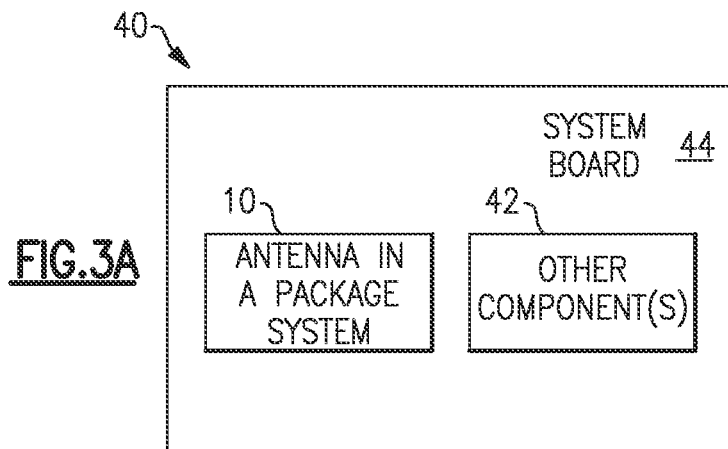 40
SYSTEM
BOARD
44
10
42
FIG.3A
ANTENNA IN
A PACKAGE
SYSTEM
OTHER
COMPONENT(S)